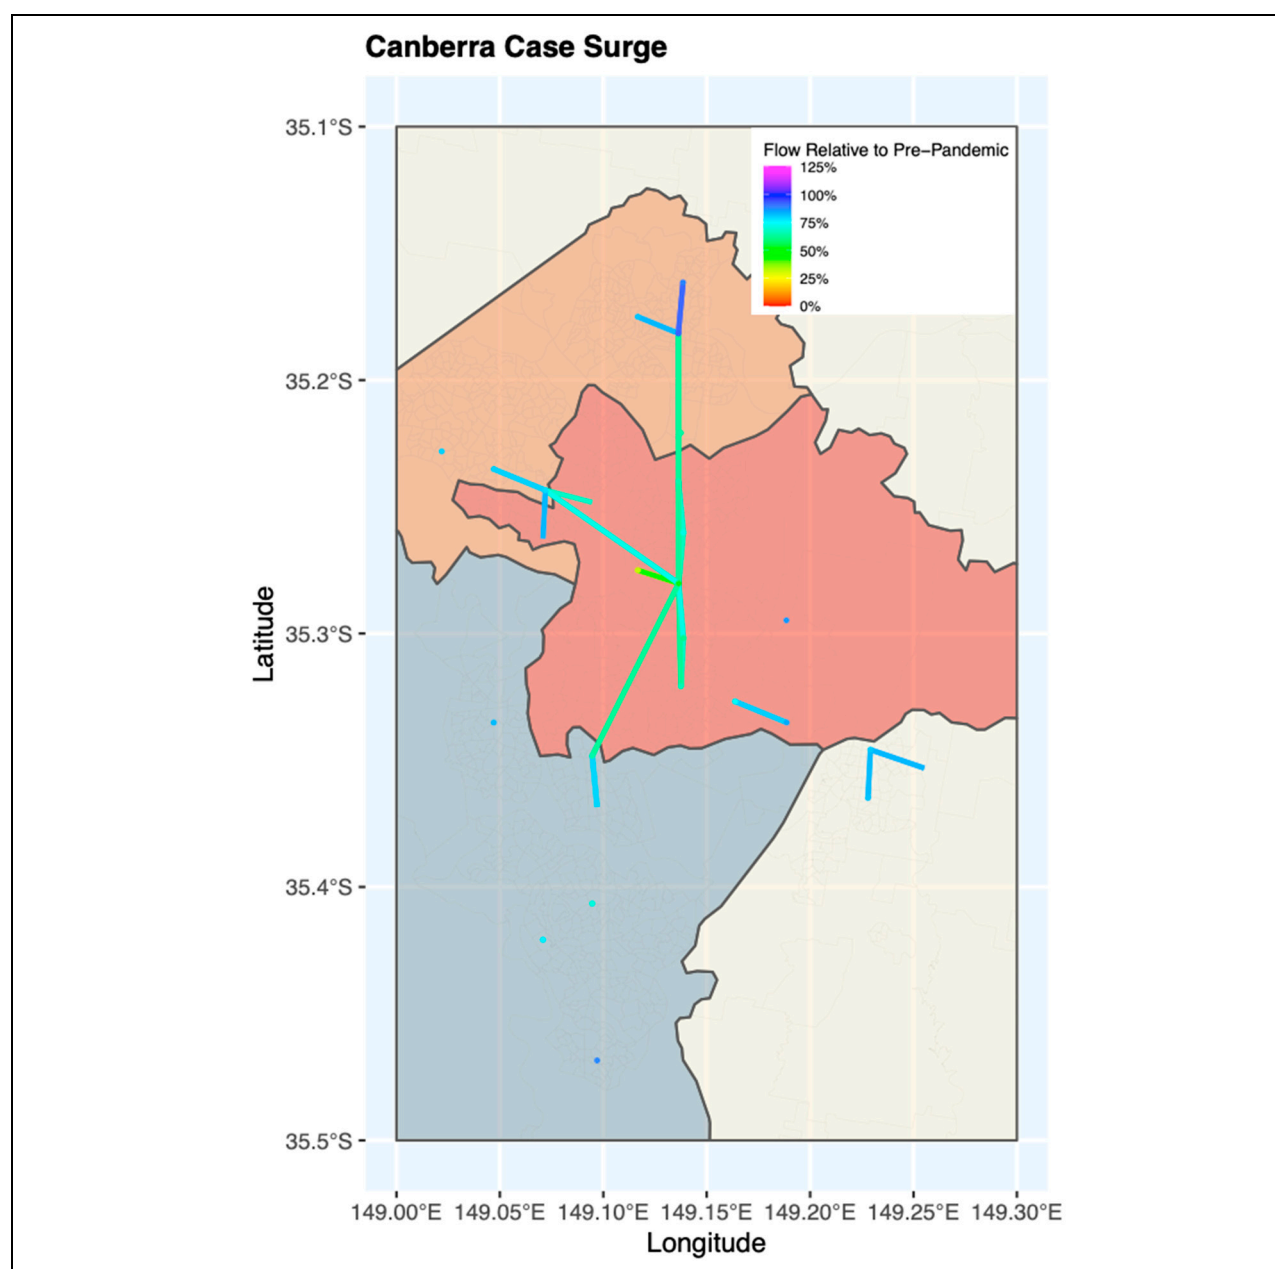 Canberra Case Surge
Flow Relative to Pre-Pandemic
125%
100%
75%
50%
25%
0%
35.1°S
35.2°S
35.3°S
35.4°S
35.5°S
Latitude
149.00°E 149.05°E 149.10°E 149.15°E 149.20°E 149.25°E 149.30°E
Longitude